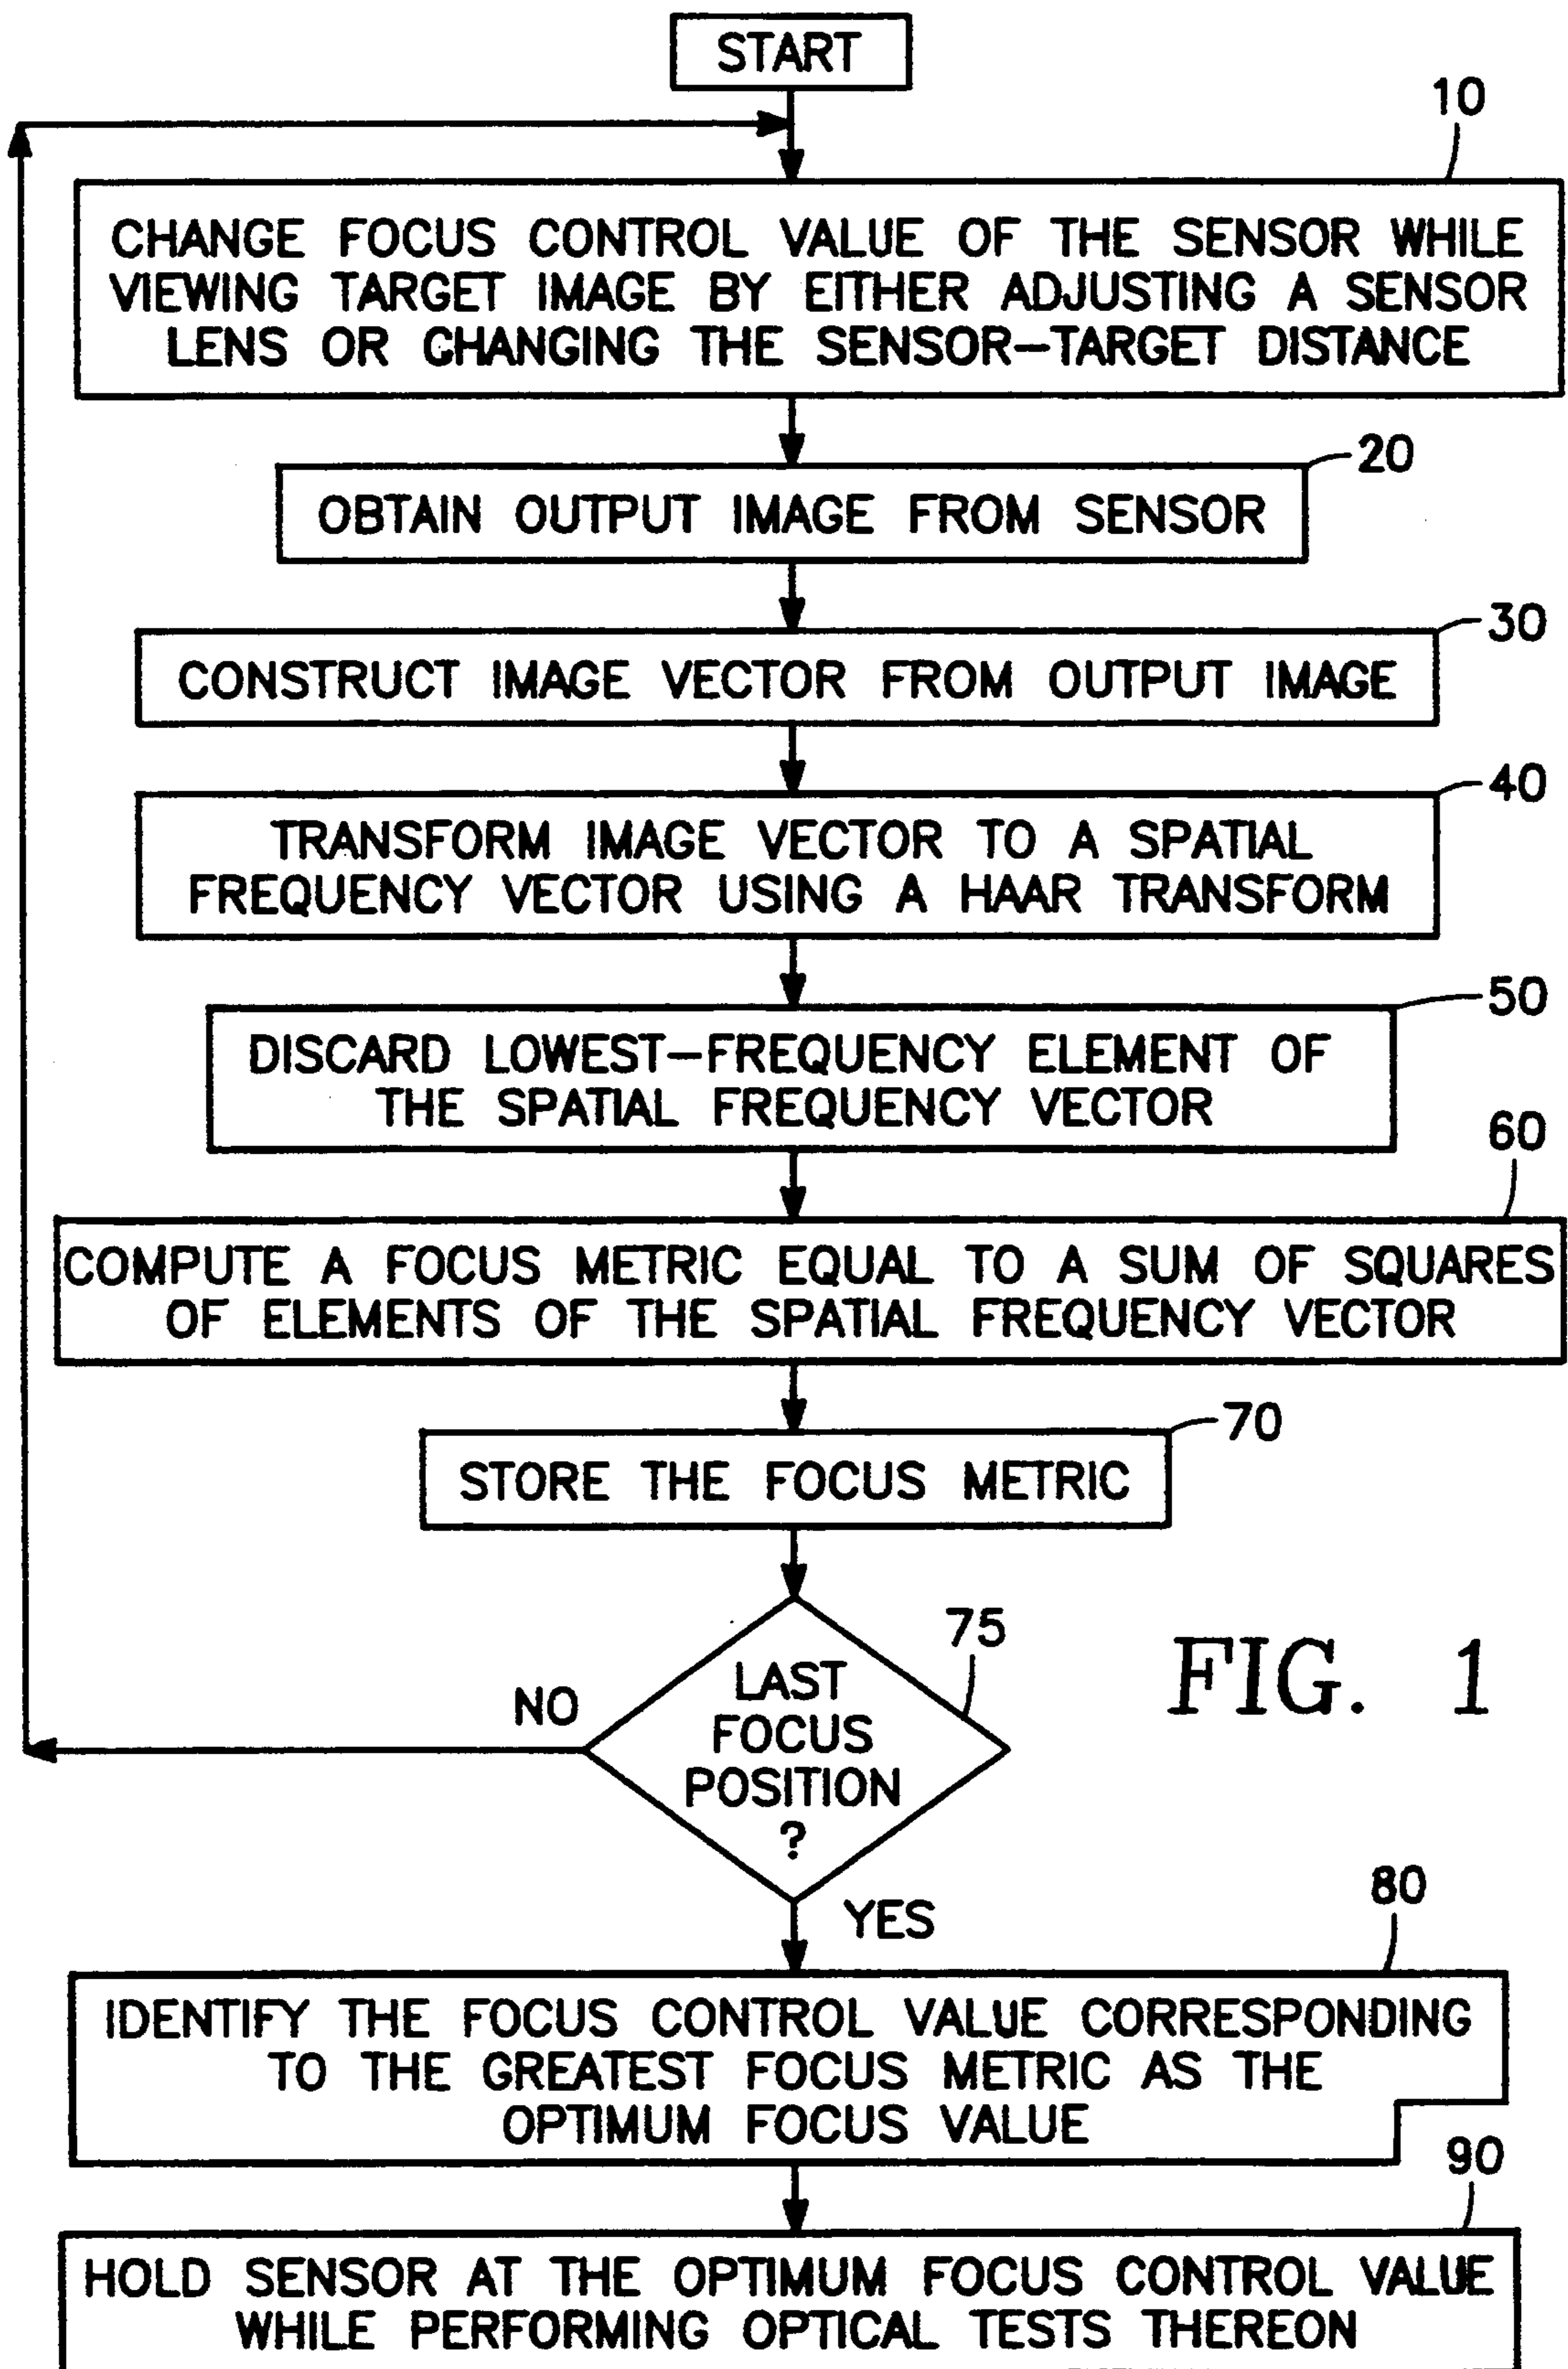 START
10
CHANGE FOCUS CONTROL VALUE OF THE SENSOR WHILE
VIEWING TARGET IMAGE BY EITHER ADJUSTING A SENSOR
LENS OR CHANGING THE SENSOR–TARGET DISTANCE
20
OBTAIN OUTPUT IMAGE FROM SENSOR
30
CONSTRUCT IMAGE VECTOR FROM OUTPUT IMAGE
40
TRANSFORM IMAGE VECTOR TO A SPATIAL
FREQUENCY VECTOR USING A HAAR TRANSFORM
50
DISCARD LOWEST–FREQUENCY ELEMENT OF
THE SPATIAL FREQUENCY VECTOR
60
COMPUTE A FOCUS METRIC EQUAL TO A SUM OF SQUARES
OF ELEMENTS OF THE SPATIAL FREQUENCY VECTOR
70
STORE THE FOCUS METRIC
75
LAST
FOCUS
POSITION
?
NO
FIG. 1
YES
80
IDENTIFY THE FOCUS CONTROL VALUE CORRESPONDING
TO THE GREATEST FOCUS METRIC AS THE
OPTIMUM FOCUS VALUE
90
HOLD SENSOR AT THE OPTIMUM FOCUS CONTROL VALUE
WHILE PERFORMING OPTICAL TESTS THEREON